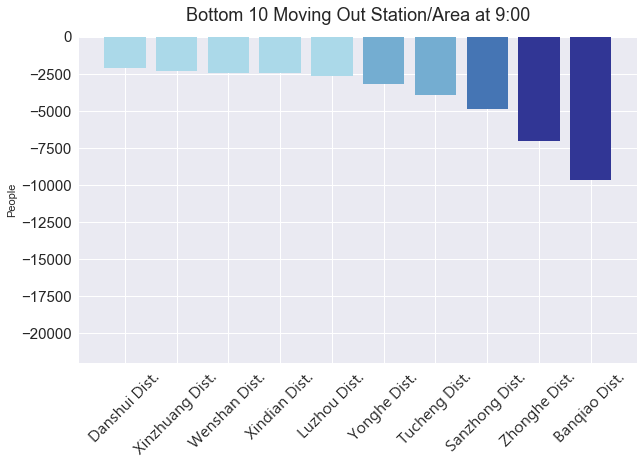 Bottom 10 Moving Out Station/Area at 9:00
0
−2500
−5000
−7500
−10000
−12500
−15000
−17500
−20000
People
Danshui Dist.
Xinzhuang Dist.
Wenshan Dist.
Xindian Dist.
Luzhou Dist.
Yonghe Dist.
Tucheng Dist.
Sanzhong Dist.
Zhonghe Dist.
Banqiao Dist.